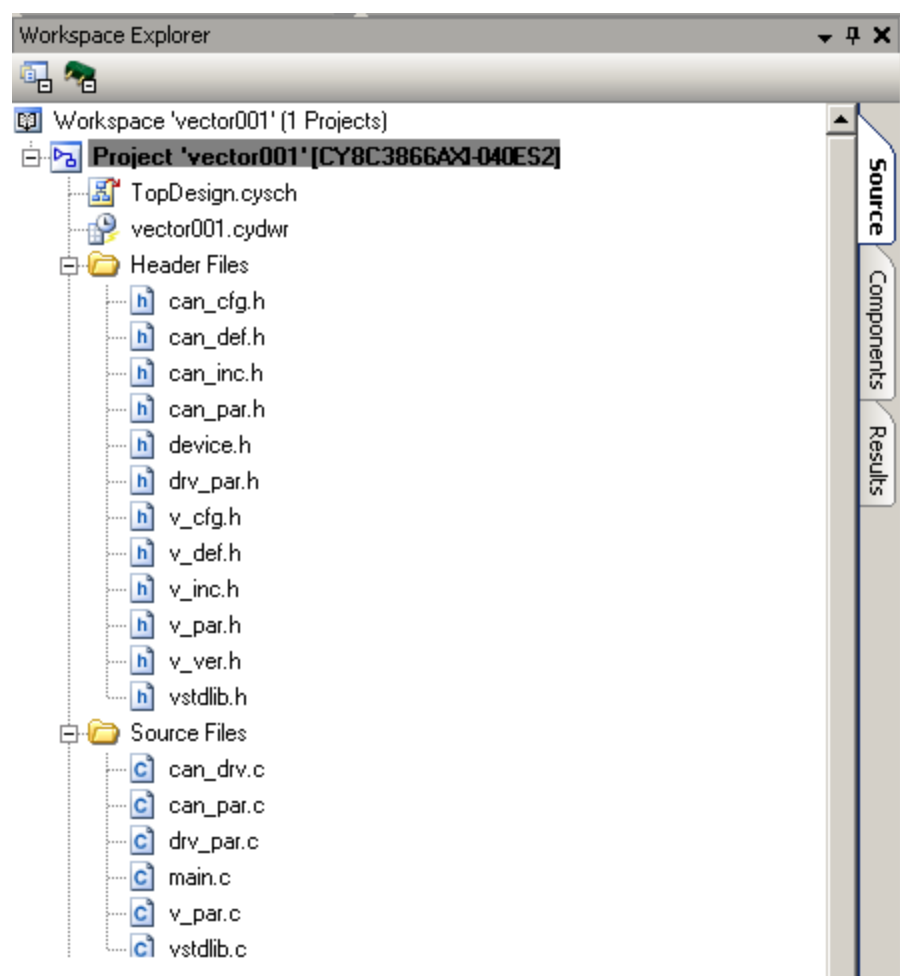 Workspace Explorer
Workspace 'vector001' (1 Projects)
Project 'vector001' [CY8C3866AXI-040ES2]
TopDesign.cysch
vector001.cydwr
Header Files
can_cfg.h
can_def.h
can_inc.h
can_par.h
device.h
drv_par.h
v_cfg.h
v_def.h
v_inc.h
v_par.h
v_ver.h
vstdlib.h
Source Files
can_drv.c
can_par.c
drv_par.c
main.c
v_par.c
vstdlib.c
Source
Components
Results